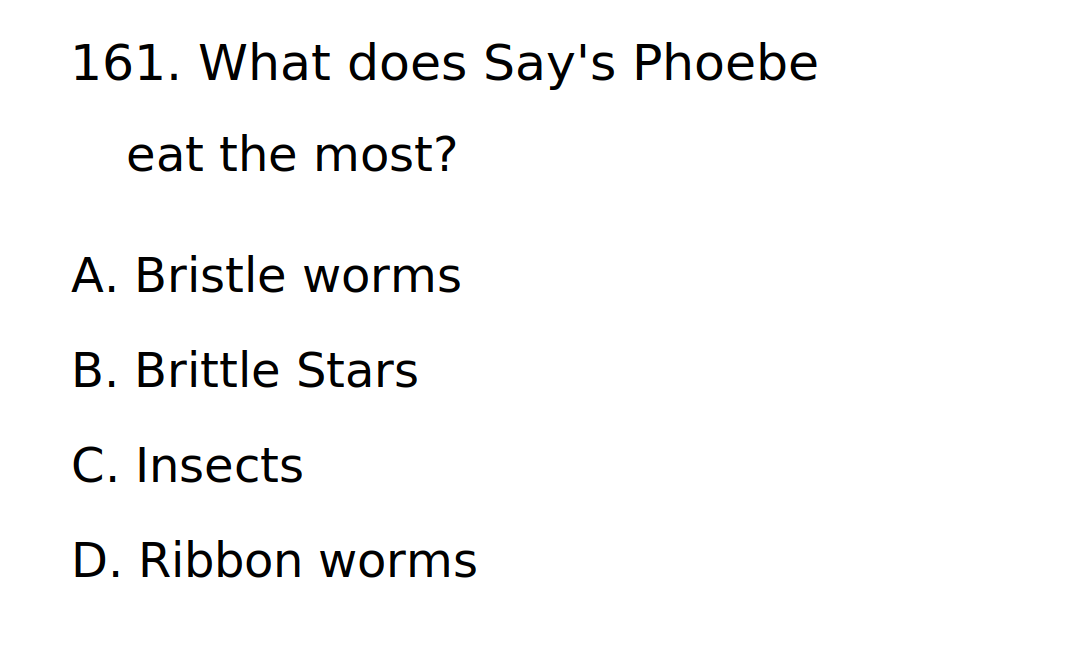 161. What does Say's Phoebe
eat the most?
A. Bristle worms
B. Brittle Stars
C. Insects
D. Ribbon worms